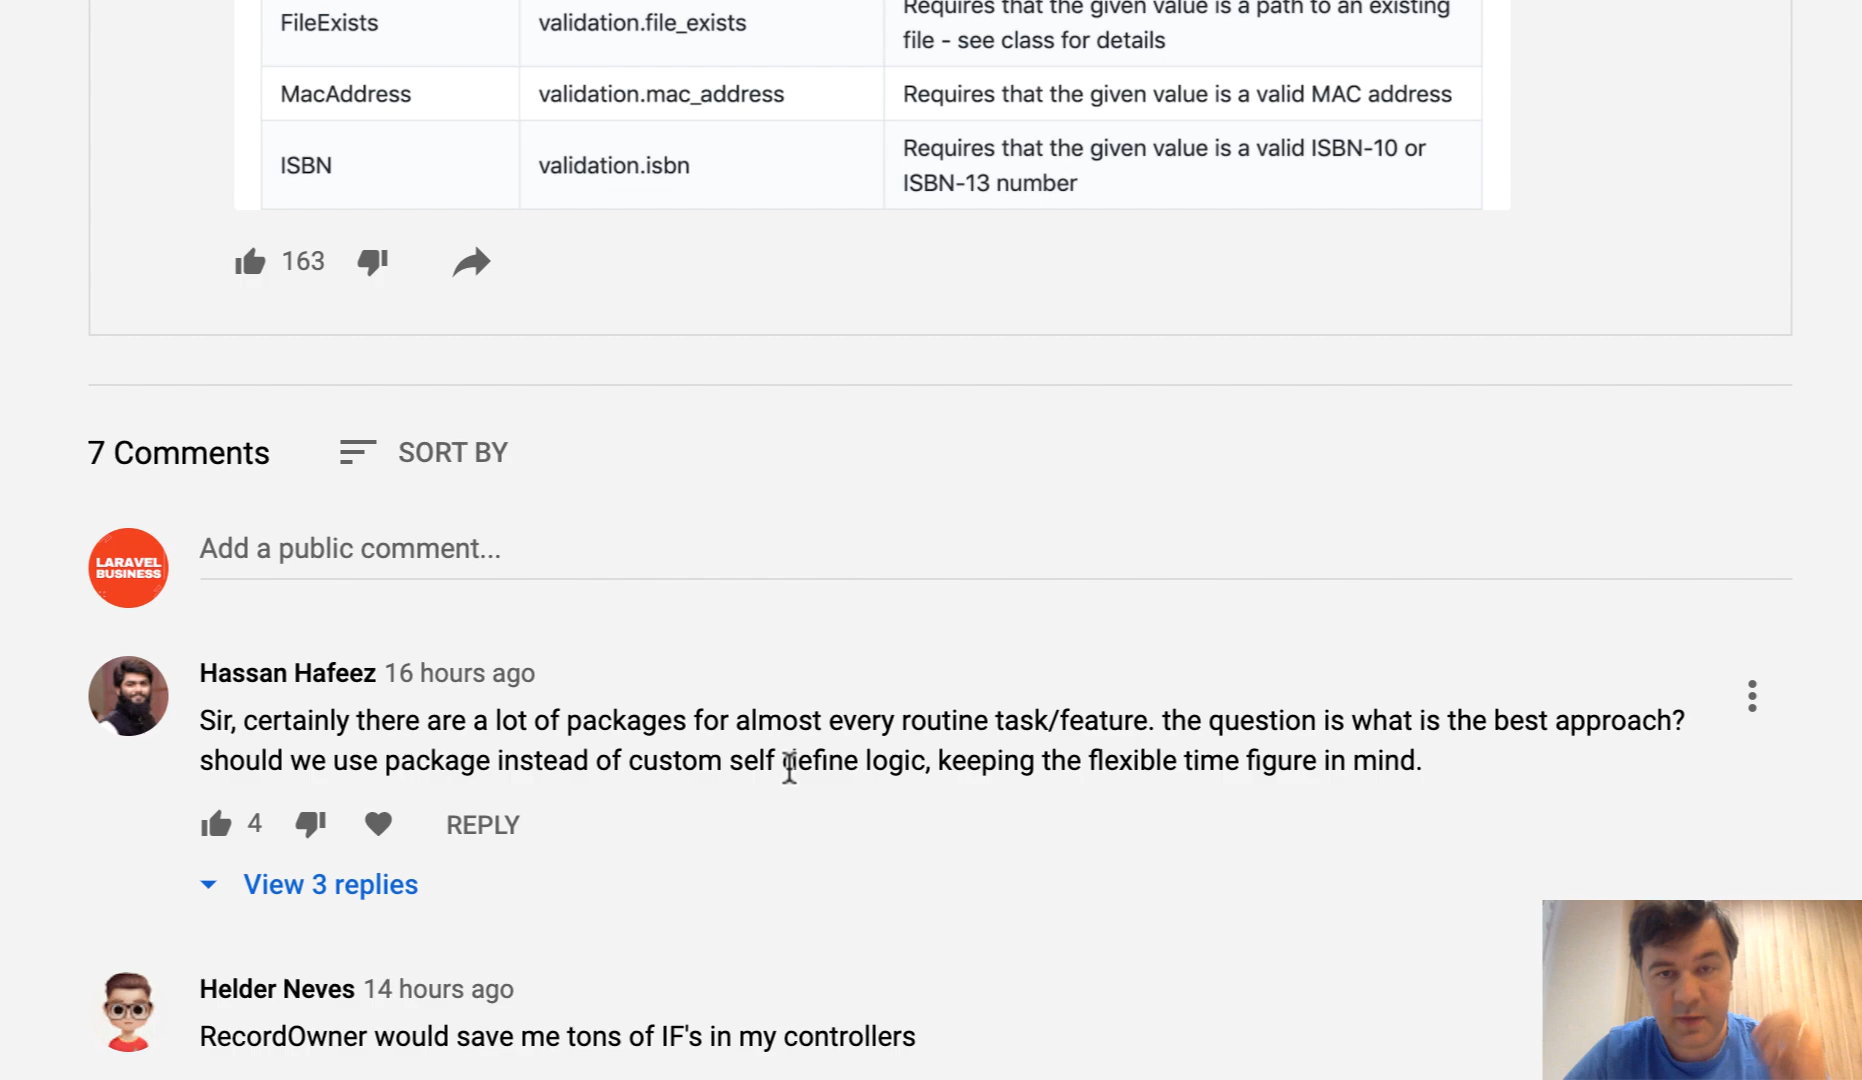 FileExists
validation.file_exists
Requires that the given value is a path to an existing
file - see class for details
MacAddress
validation.mac_address
Requires that the given value is a valid MAC address
ISBN
validation.isbn
Requires that the given value is a valid ISBN-10 or
ISBN-13 number
163
7 Comments
SORT BY
LARAVEL
BUSINESS
Add a public comment...
Hassan Hafeez 16 hours ago
Sir, certainly there are a lot of packages for almost every routine task/feature. the question is what is the best approach?
should we use package instead of custom self define logic, keeping the flexible time figure in mind.
4
REPLY
View 3 replies
Helder Neves 14 hours ago
RecordOwner would save me tons of IF's in my controllers